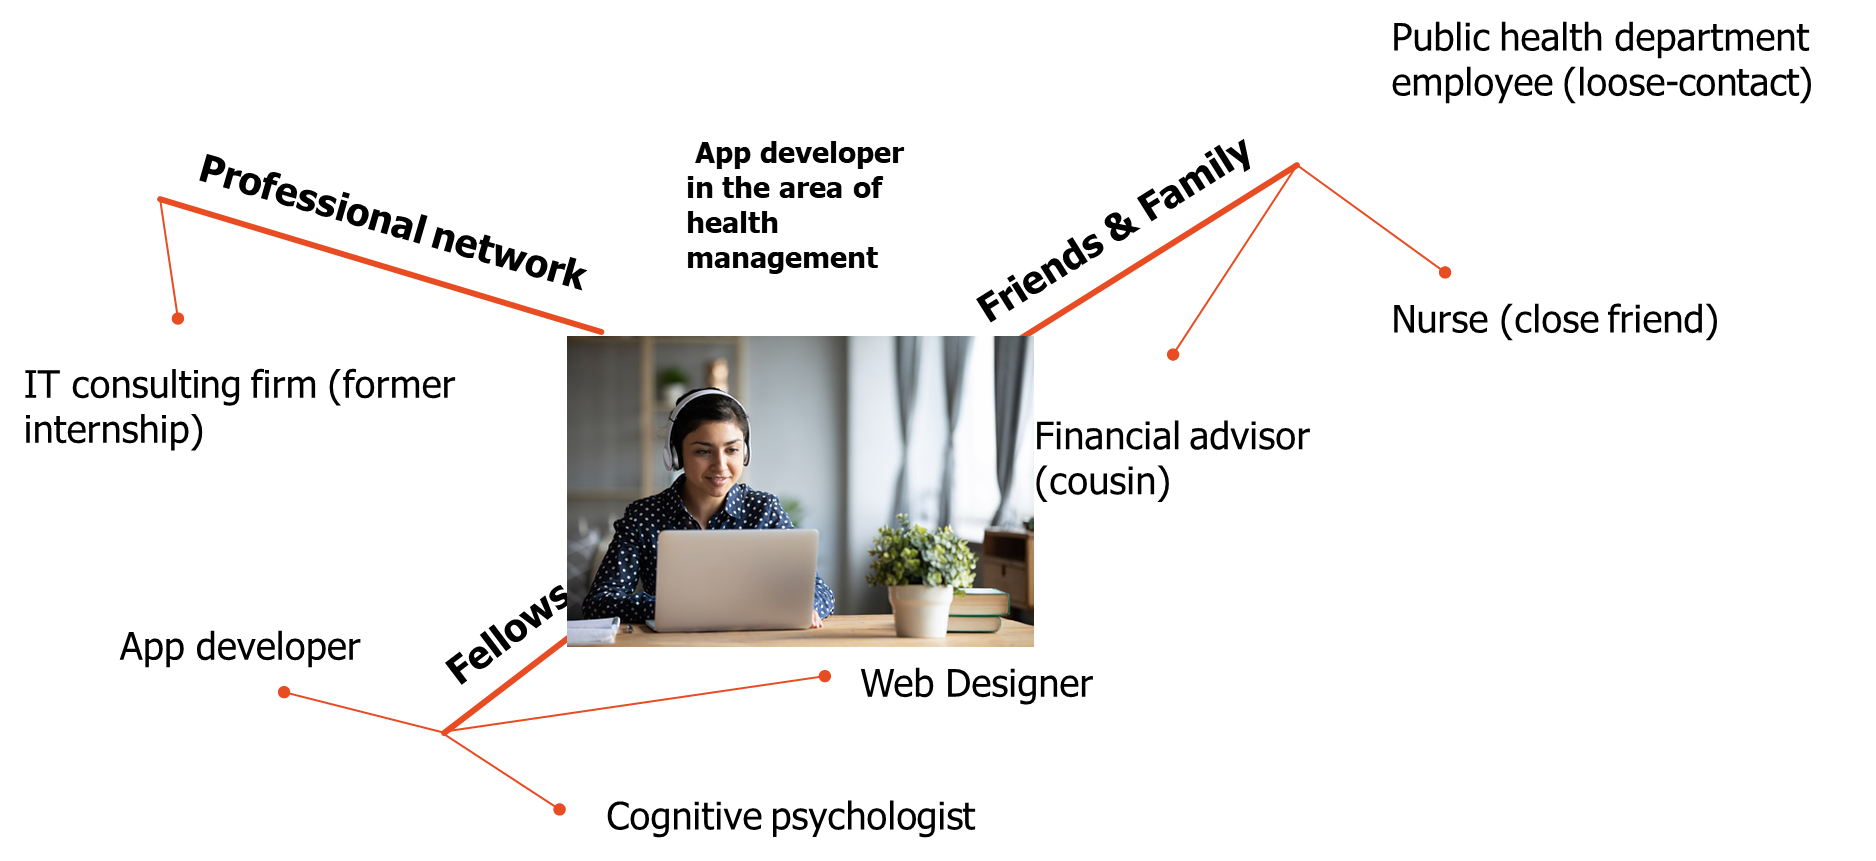 Public health department
employee (loose-contact)
App developer
in the area of
health
management
Professional network
Friends & Family
Nurse (close friend)
IT consulting firm (former
internship)
Financial advisor
(cousin)
Fellows
App developer
Web Designer
Cognitive psychologist